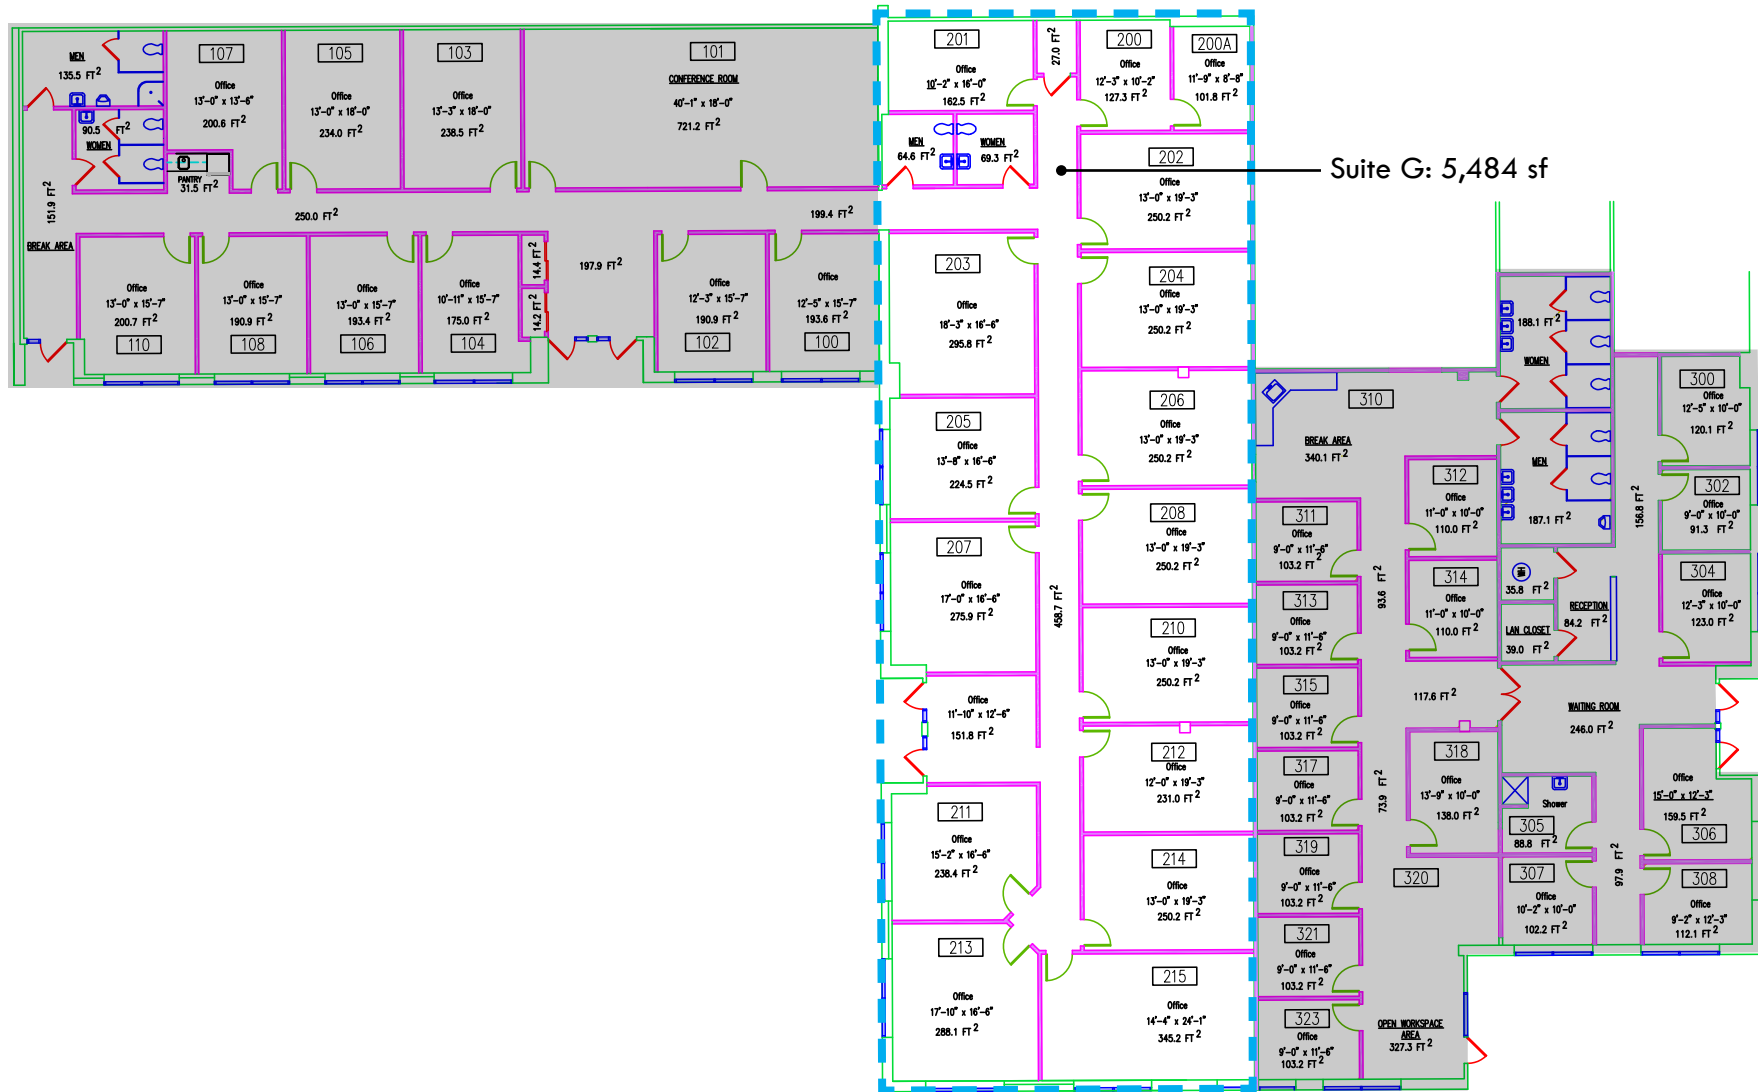 MEN
135.5 FT2
107
Office
13'-0" x 13'-6"
200.6 FT2
105
Office
13'-0" x 18'-0"
234.0 FT2
103
Office
13'-3" x 18'-0"
238.5 FT2
101
CONFERENCE ROOM
40'-1" x 18'-0"
721.2 FT2
90.5 FT2
WOMEN
PANTRY
31.5 FT2
151.9 FT2
BREAK AREA
250.0 FT2
199.4 FT2
Office
13'-0" x 15'-7"
200.7 FT2
110
Office
13'-0" x 15'-7"
190.9 FT2
108
Office
13'-0" x 15'-7"
193.4 FT2
106
Office
10'-11" x 15'-7"
175.0 FT2
104
14.4 FT2
14.2 FT2
197.9 FT2
Office
12'-3" x 15'-7"
190.9 FT2
102
Office
12'-5" x 15'-7"
193.6 FT2
100
201
Office
10'-2" x 16'-0"
162.5 FT2
27.0 FT2
200
Office
12'-3" x 10'-2"
127.3 FT2
200A
Office
11'-9" x 8'-8"
101.8 FT2
MEN
64.6 FT2
WOMEN
69.3 FT2
Suite G: 5,484 sf
202
Office
13'-0" x 19'-3"
250.2 FT2
203
Office
18'-3" x 16'-6"
295.8 FT2
204
Office
13'-0" x 19'-3"
250.2 FT2
205
Office
13'-8" x 16'-6"
224.5 FT2
206
Office
13'-0" x 19'-3"
250.2 FT2
207
Office
17'-0" x 16'-6"
275.9 FT2
208
Office
13'-0" x 19'-3"
250.2 FT2
458.7 FT2
210
Office
13'-0" x 19'-3"
250.2 FT2
Office
11'-10" x 12'-6"
151.8 FT2
212
Office
12'-0" x 19'-3"
231.0 FT2
211
Office
15'-2" x 16'-6"
238.4 FT2
214
Office
13'-0" x 19'-3"
250.2 FT2
213
Office
17'-10" x 16'-6"
288.1 FT2
215
Office
14'-4" x 24'-1"
345.2 FT2
310
BREAK AREA
340.1 FT2
188.1 FT2
WOMEN
MEN
187.1 FT2
300
Office
12'-5" x 10'-0"
120.1 FT2
302
Office
9'-0" x 10'-0"
91.3 FT2
156.8 FT2
304
Office
12'-3" x 10'-0"
123.0 FT2
312
Office
11'-0" x 10'-0"
110.0 FT2
311
Office
9'-0" x 11'-6"
103.2 FT2
93.6 FT2
314
Office
11'-0" x 10'-0"
110.0 FT2
313
Office
9'-0" x 11'-6"
103.2 FT2
WH
35.8 FT2
RECEPTION
84.2 FT2
LAN CLOSET
39.0 FT2
315
Office
9'-0" x 11'-6"
103.2 FT2
117.6 FT2
WAITING ROOM
246.0 FT2
317
Office
9'-0" x 11'-6"
103.2 FT2
73.9 FT2
318
Office
13'-9" x 10'-0"
138.0 FT2
Shower
305
88.8 FT2
Office
15'-0" x 12'-3"
159.5 FT2
306
319
Office
9'-0" x 11'-6"
103.2 FT2
320
307
Office
10'-2" x 10'-0"
102.2 FT2
97.9 FT2
308
Office
9'-2" x 12'-3"
112.1 FT2
321
Office
9'-0" x 11'-6"
103.2 FT2
323
Office
9'-0" x 11'-6"
103.2 FT2
OPEN WORKSPACE
AREA
327.3 FT2